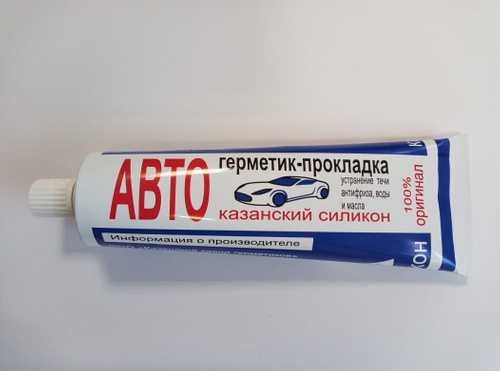 АВТО
герметик-прокладка
устранение течи
антифриза, воды
и масла
казанский силикон
100%
оригинал
Информация о производителе